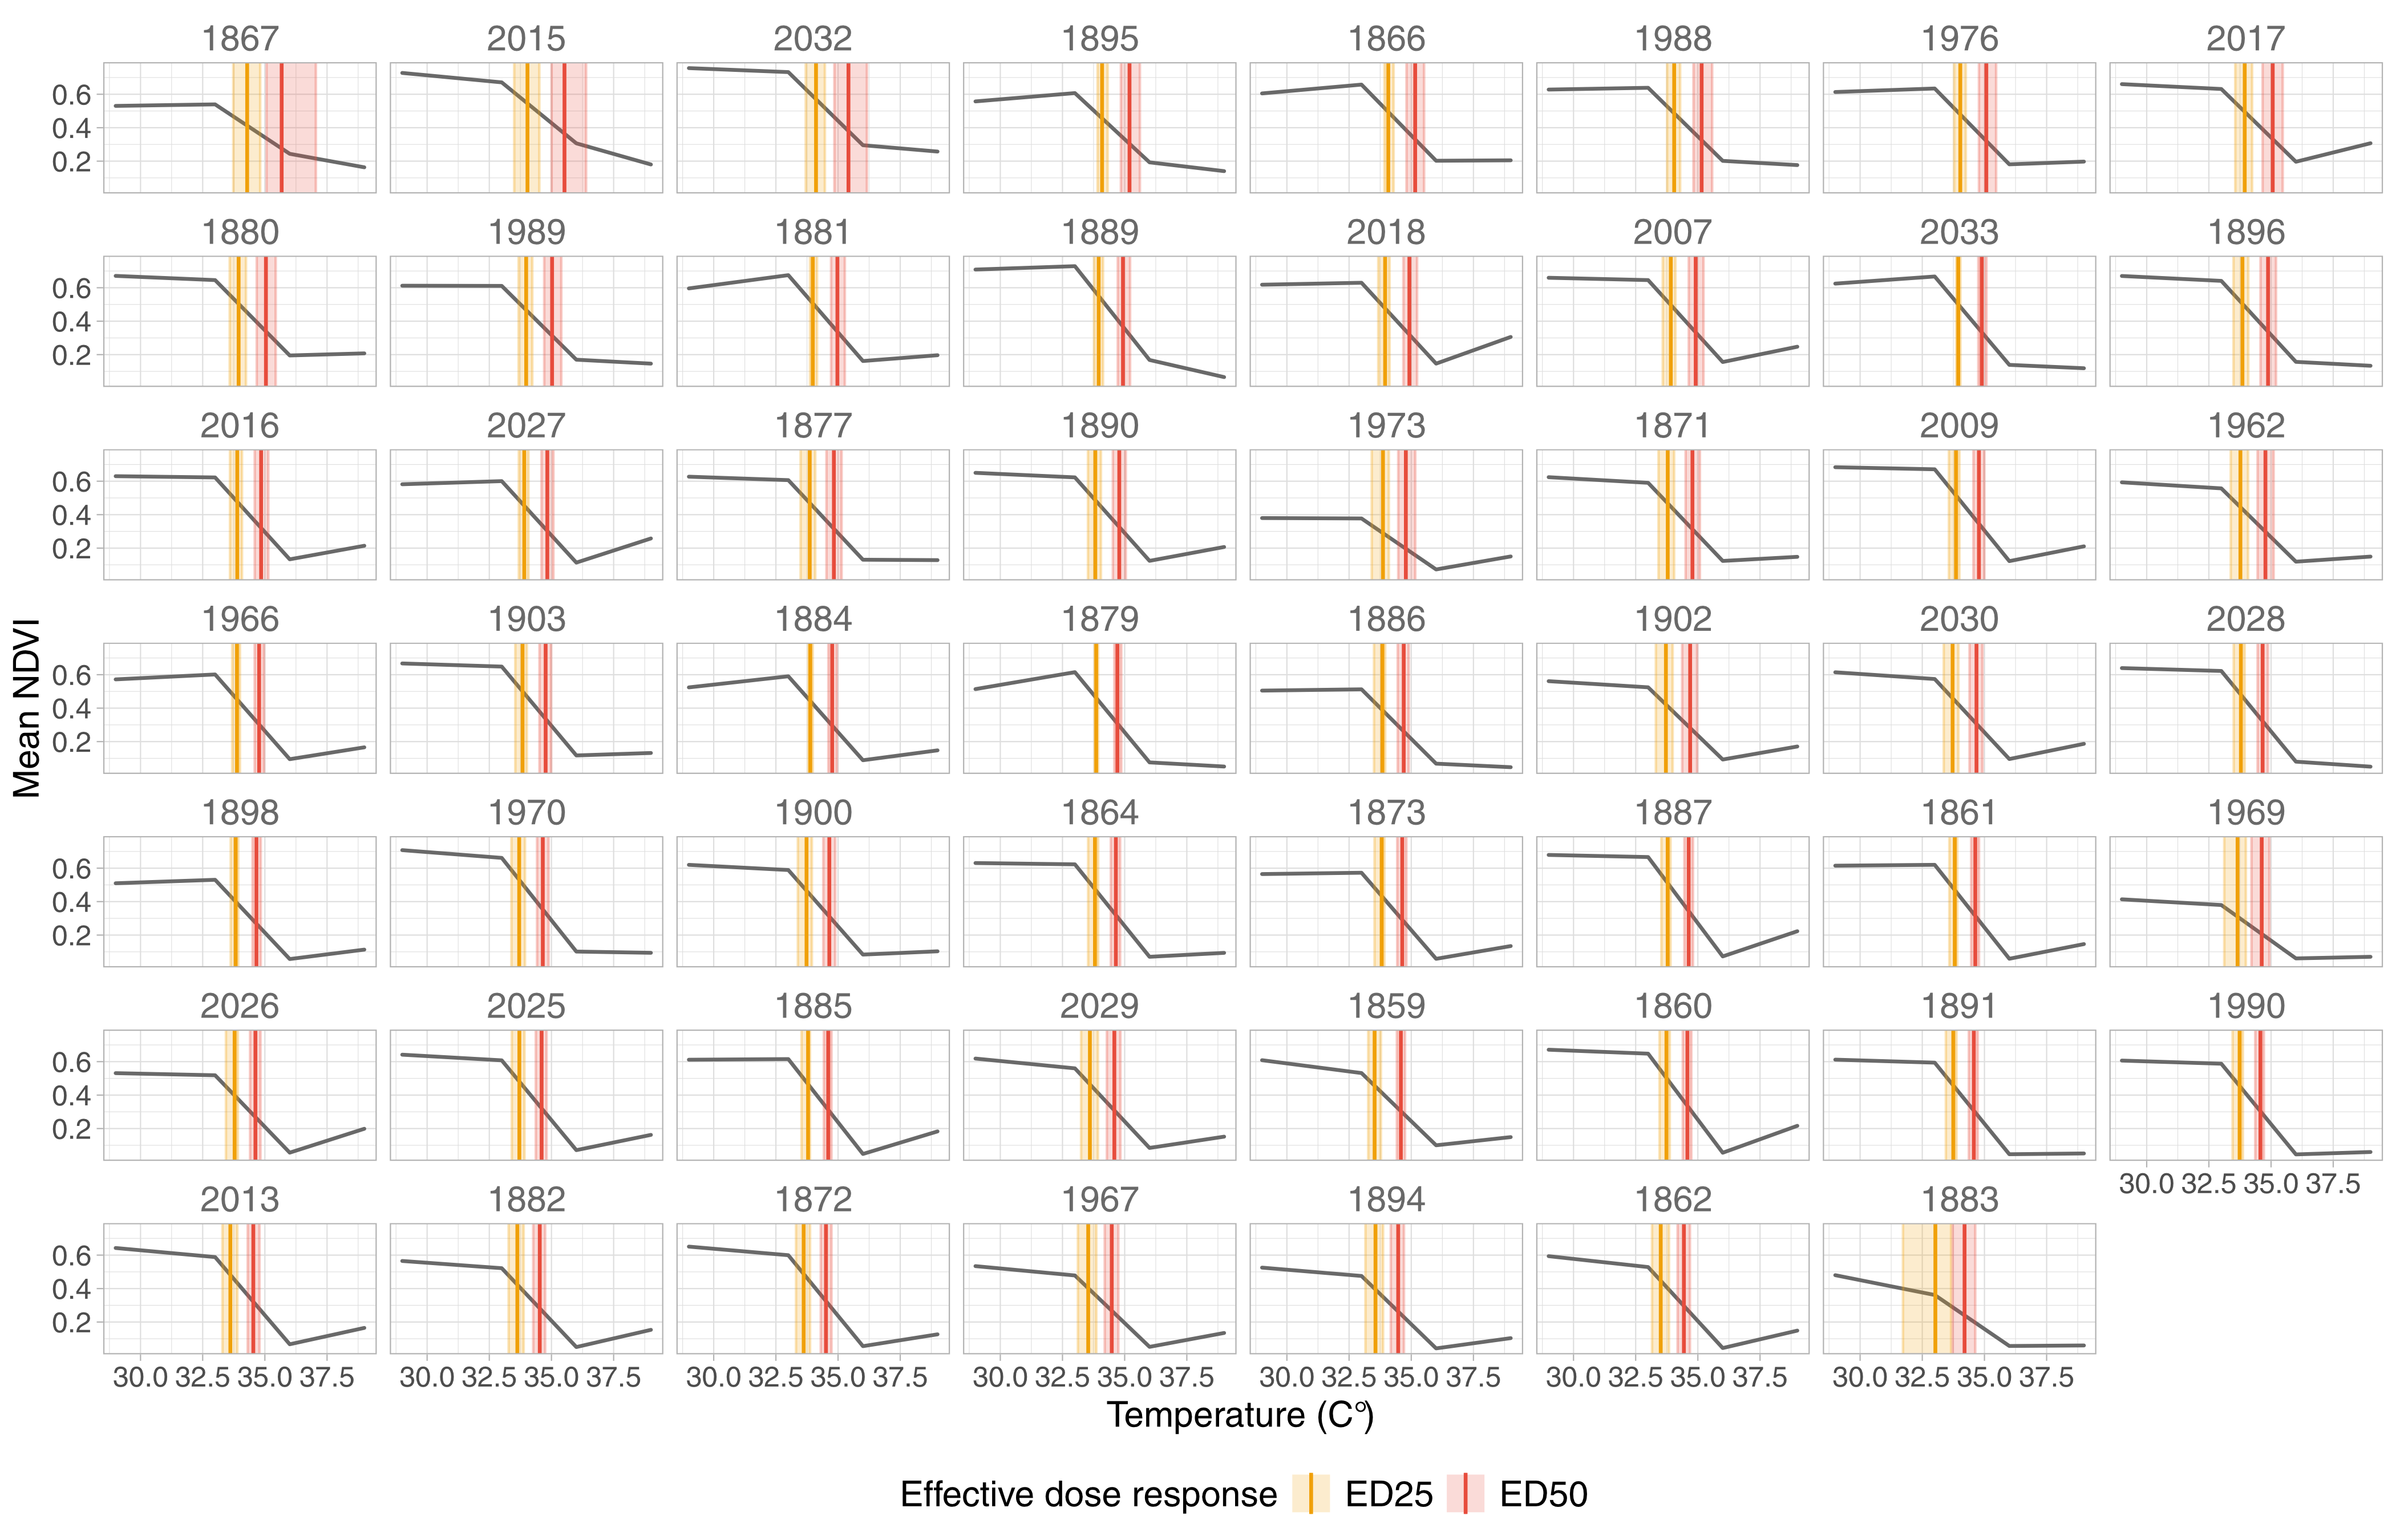 1867 2015 2032 1895 1866 1988 1976 2017
0.6
0.4
0.2
1880 1989 1881 1889 2018 2007 2033 1896
0.6
0.4
0.2
2016 2027 1877 1890 1973 1871 2009 1962
0.6
0.4
0.2
1966 1903 1884 1879 1886 1902 2030 2028
0.6
0.4
0.2
Mean NDVI
1898 1970 1900 1864 1873 1887 1861 1969
0.6
0.4
0.2
2026 2025 1885 2029 1859 1860 1891 1990
0.6
0.4
0.2
30.0 32.5 35.0 37.5
2013 1882 1872 1967 1894 1862 1883
0.6
0.4
0.2
30.0 32.5 35.0 37.5 30.0 32.5 35.0 37.5 30.0 32.5 35.0 37.5 30.0 32.5 35.0 37.5 30.0 32.5 35.0 37.5 30.0 32.5 35.0 37.5 30.0 32.5 35.0 37.5
Temperature (C°)
Effective dose response ED25 ED50